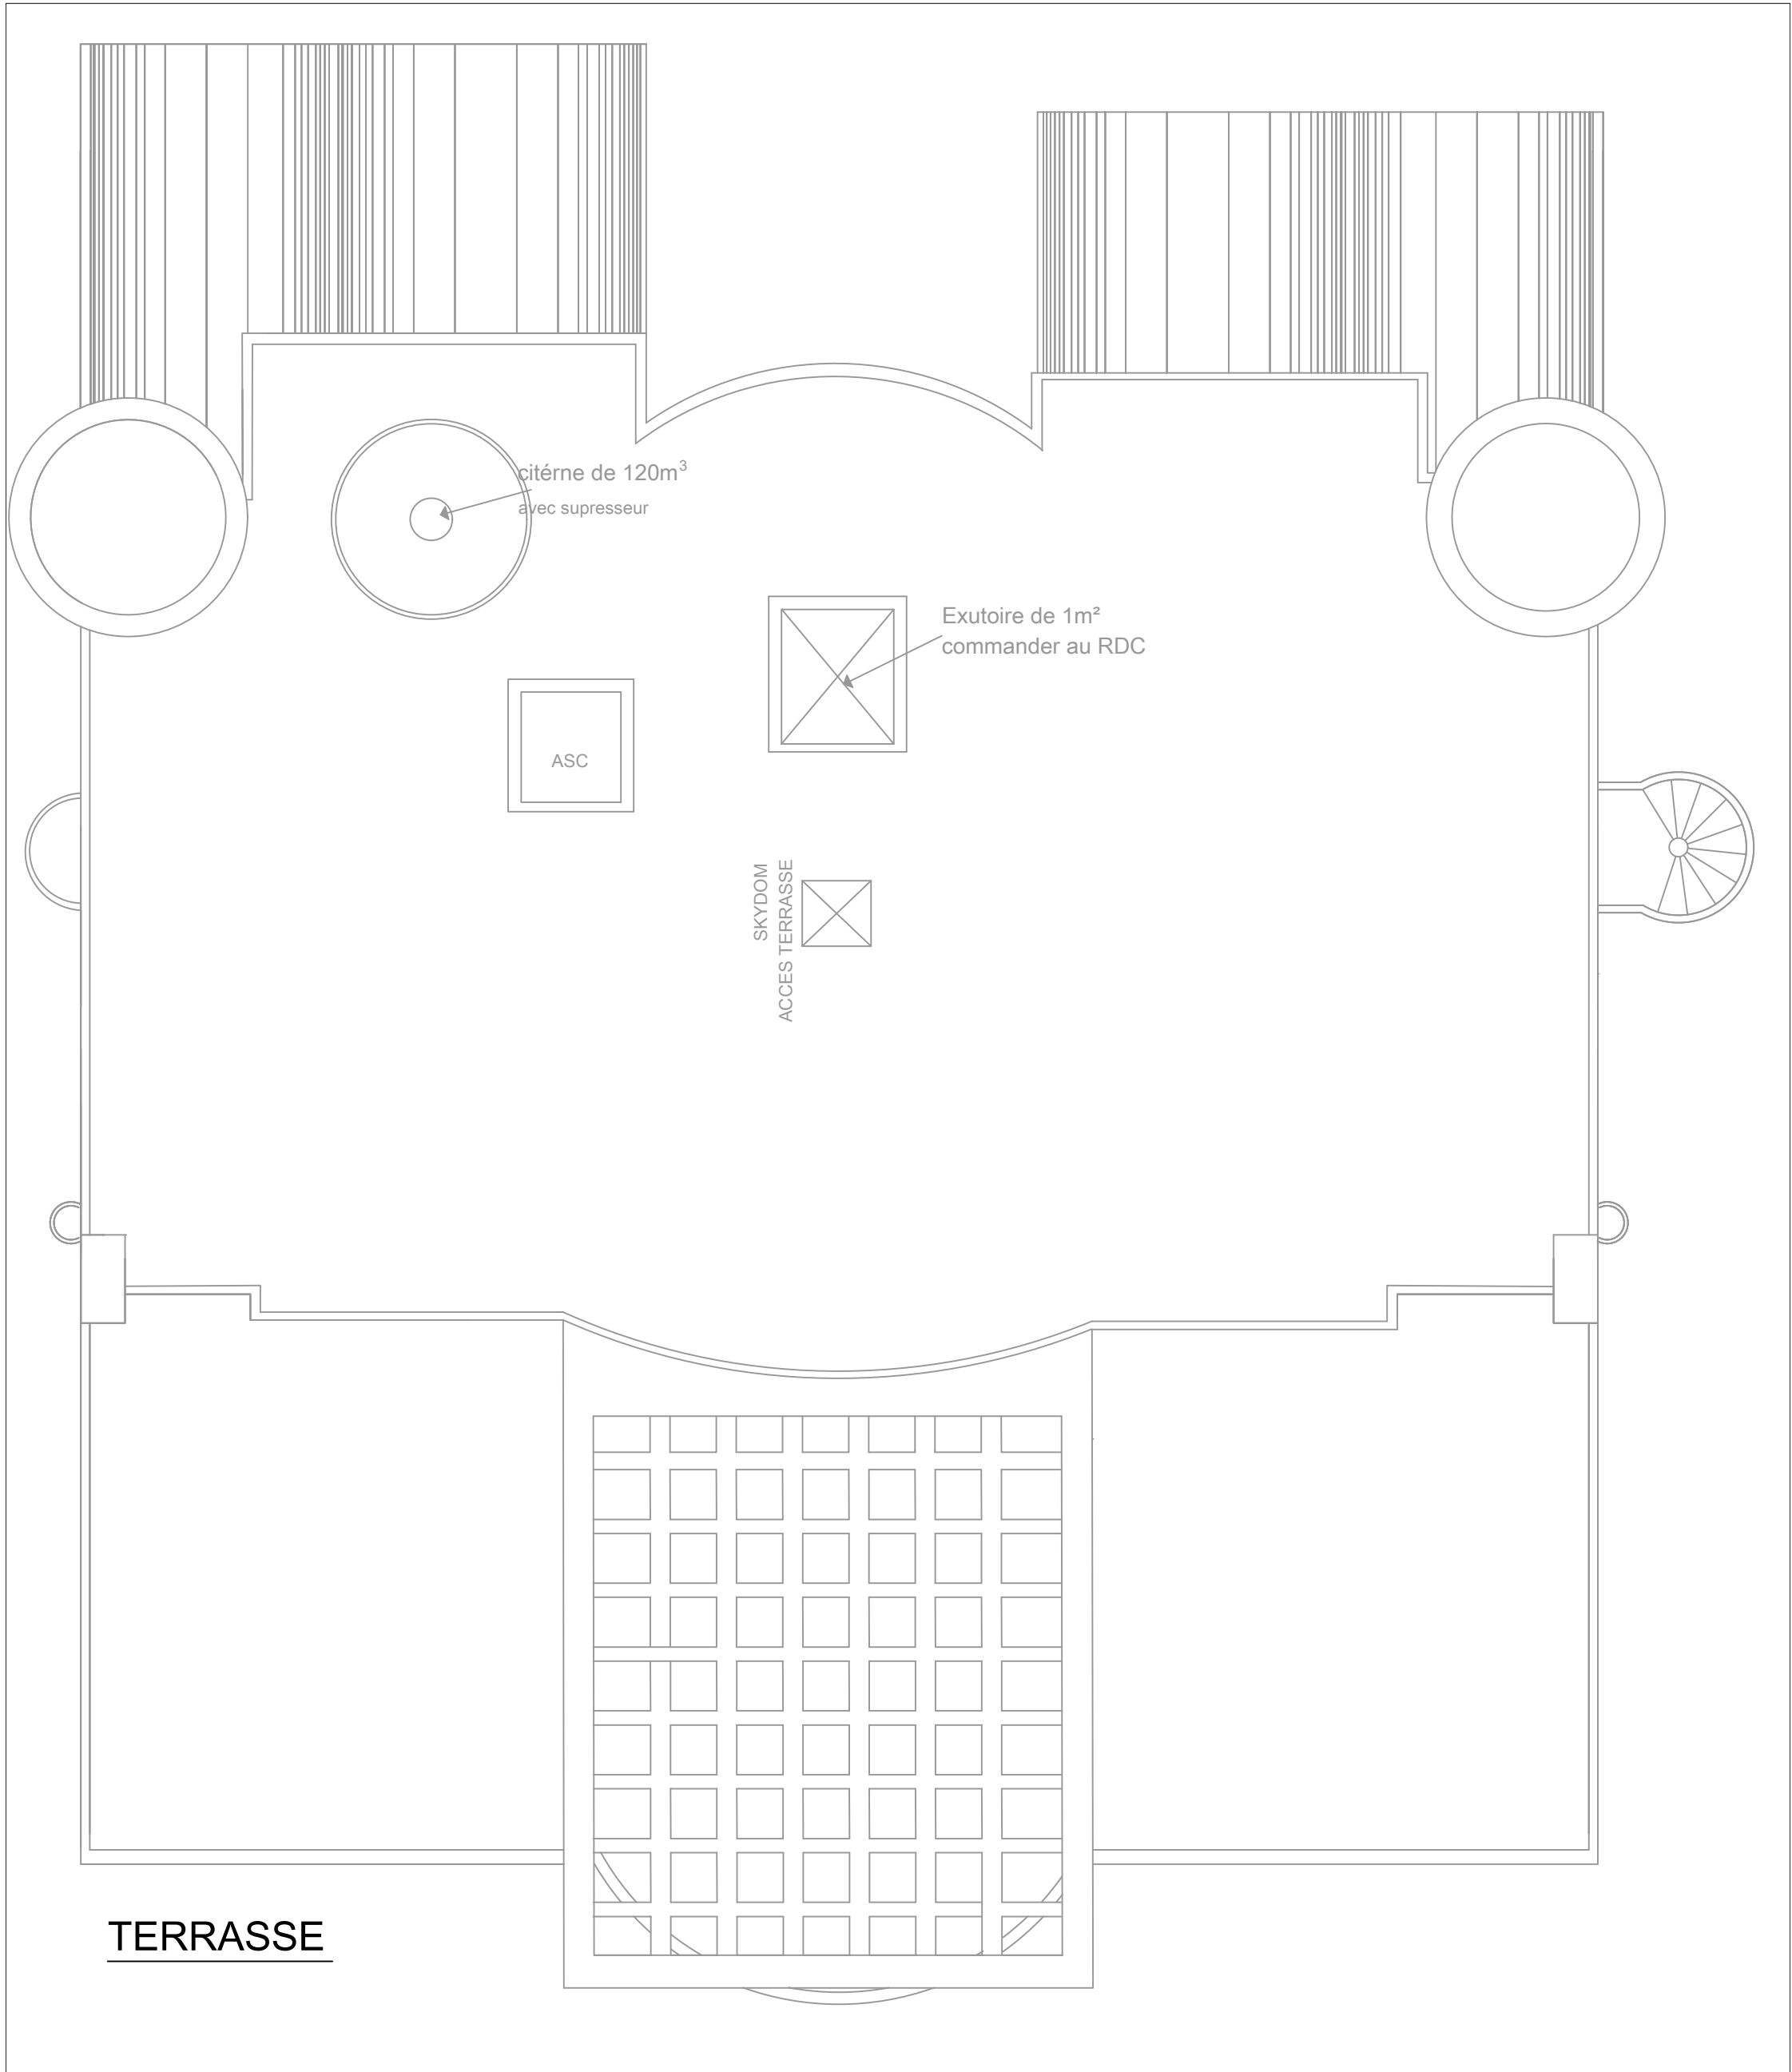 citérne de 120m³
avec supresseur
Exutoire de 1m²
commander au RDC
ASC
SKYDOM
ACCES TERRASSE
TERRASSE